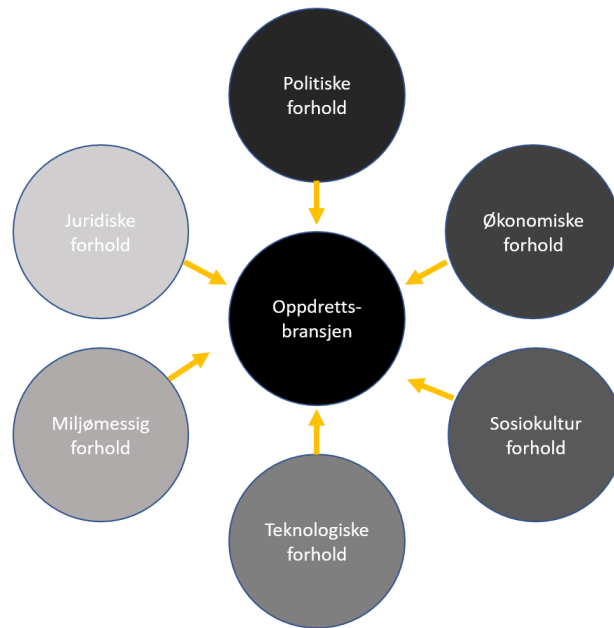 Politiske
forhold
Juridiske
forhold
Økonomiske
forhold
Oppdretts-
bransjen
Miljømessig
forhold
Sosiokultur
forhold
Teknologiske
forhold